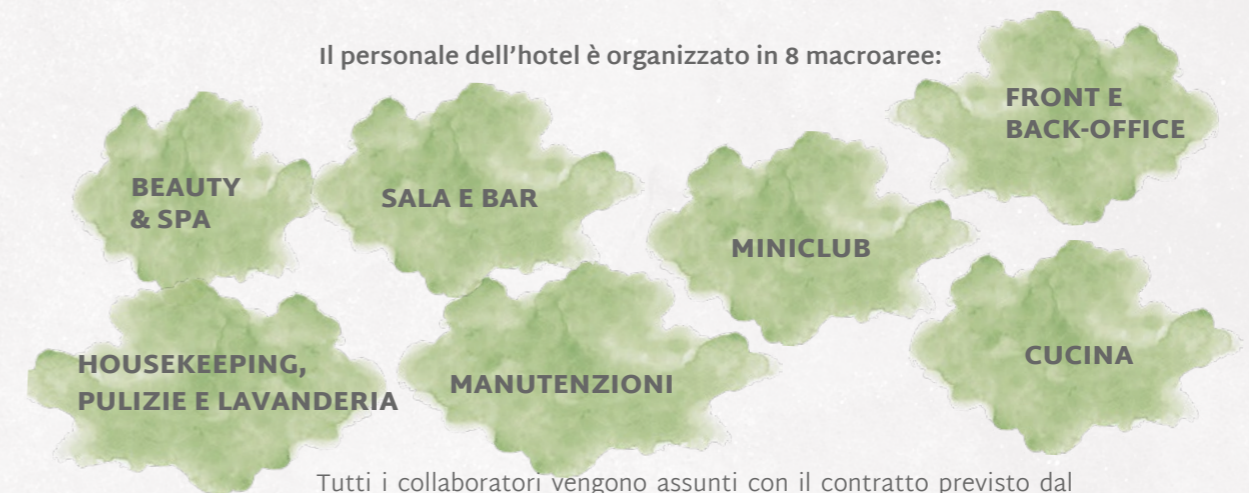 Il personale dell'hotel è organizzato in 8 macroaree:
FRONT E
BACK-OFFICE
BEAUTY
& SPA
SALA E BAR
MINICLUB
HOUSEKEEPING,
PULIZIE E LAVANDERIA
MANUTENZIONI
CUCINA
Tutti i collaboratori vengono assunti con il contratto previsto dal